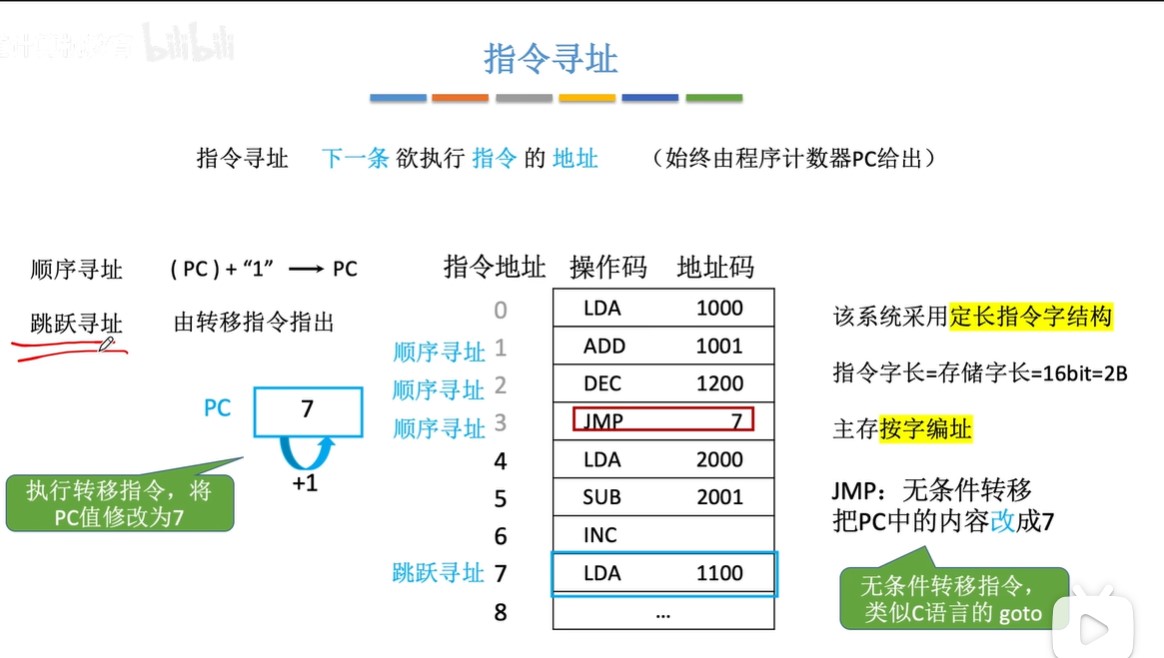 bilibili
指令寻址
指令寻址 下一条 欲执行 指令 的 地址 （始终由程序计数器PC给出）
顺序寻址 ( PC ) + “1” → PC
跳跃寻址 由转移指令指出
指令地址 操作码 地址码
0 LDA 1000
顺序寻址 1 ADD 1001
顺序寻址 2 DEC 1200
顺序寻址 3 JMP 7
4 LDA 2000
5 SUB 2001
6 INC
跳跃寻址 7 LDA 1100
8 ...
PC 7
+1
执行转移指令，将
PC值修改为7
该系统采用定长指令字结构
指令字长=存储字长=16bit=2B
主存按字编址
JMP：无条件转移
把PC中的内容改成7
无条件转移指令，
类似C语言的 goto